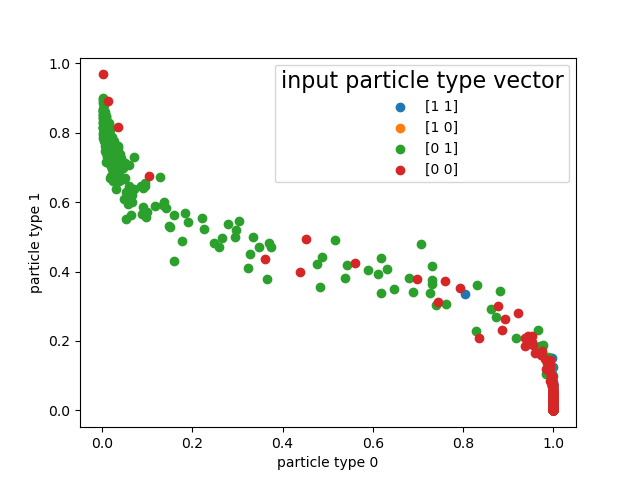 input particle type vector
[1 1]
[1 0]
[0 1]
[0 0]
1.0
0.8
0.6
0.4
0.2
0.0
particle type 1
0.0 0.2 0.4 0.6 0.8 1.0
particle type 0